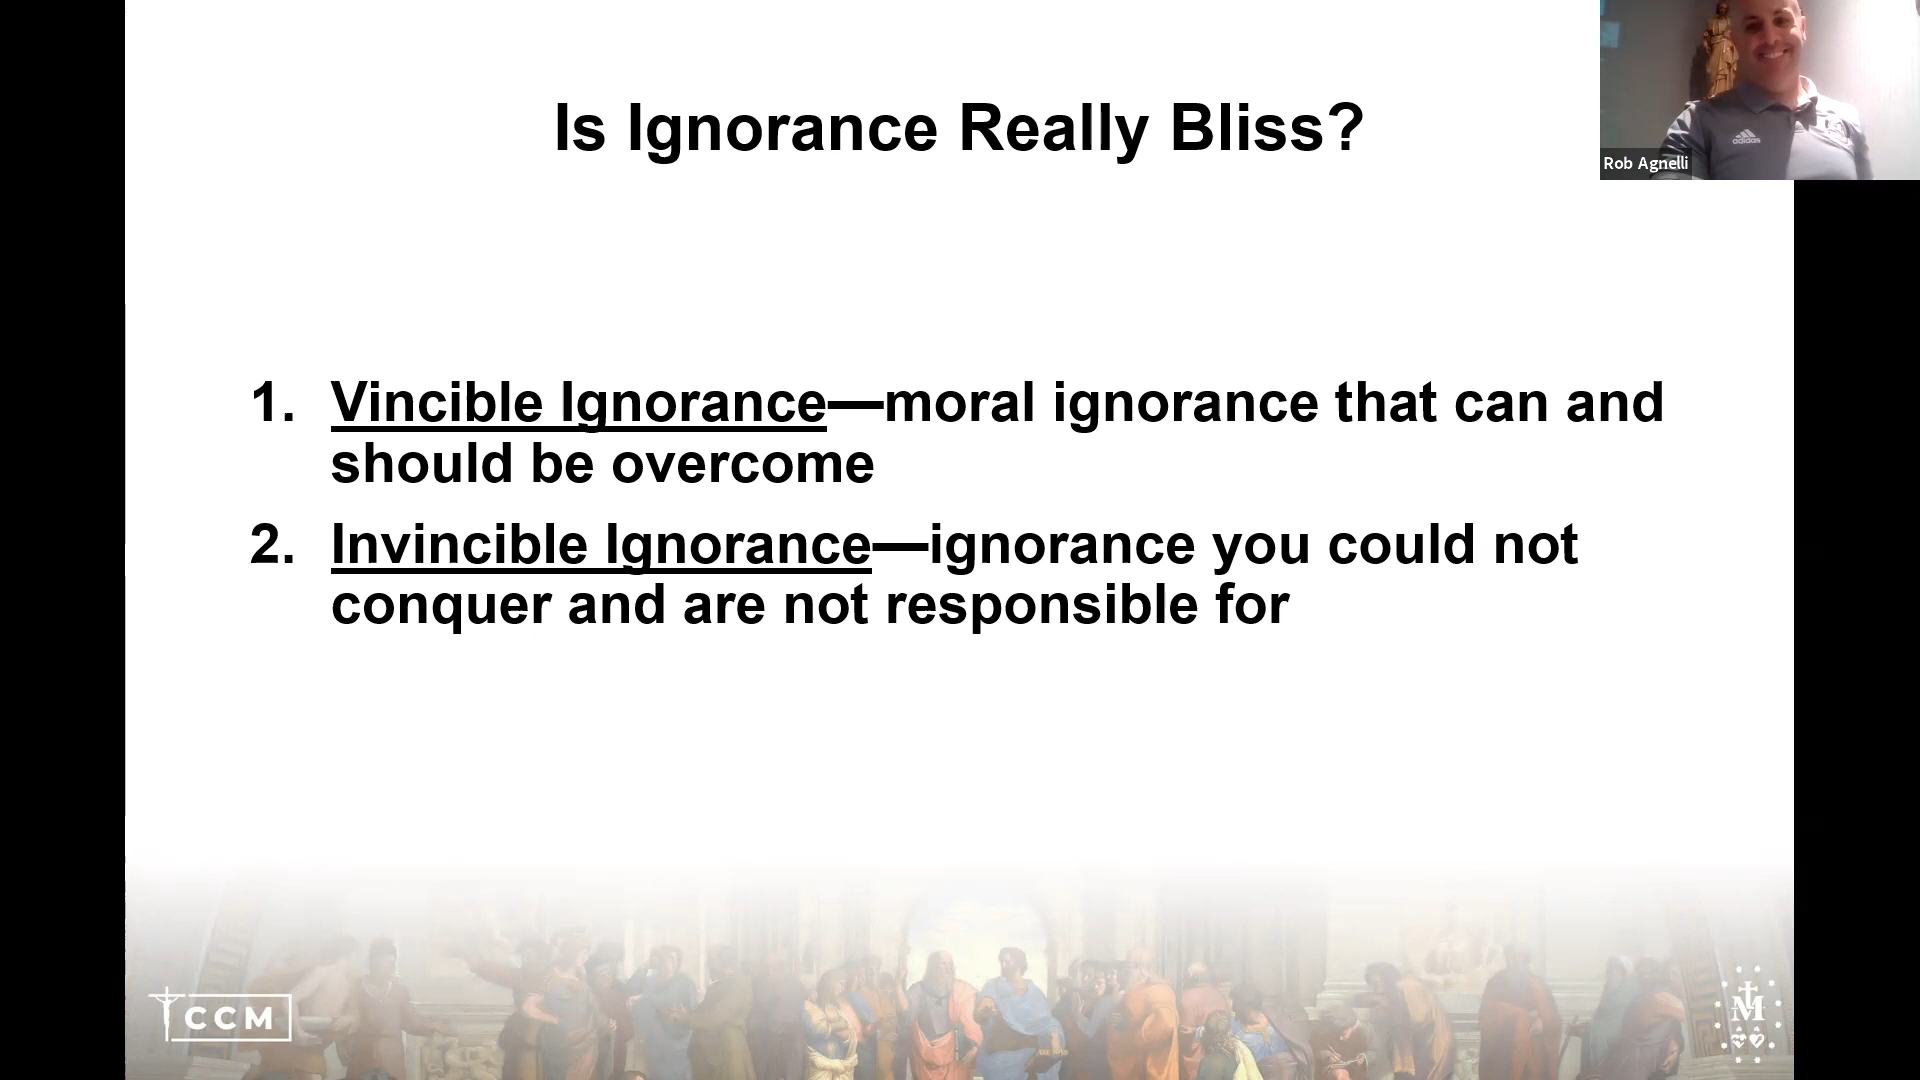 Is Ignorance Really Bliss?
adidas
Rob Agnelli
1. Vincible Ignorance—moral ignorance that can and
should be overcome
2. Invincible Ignorance—ignorance you could not
conquer and are not responsible for
CCM
M